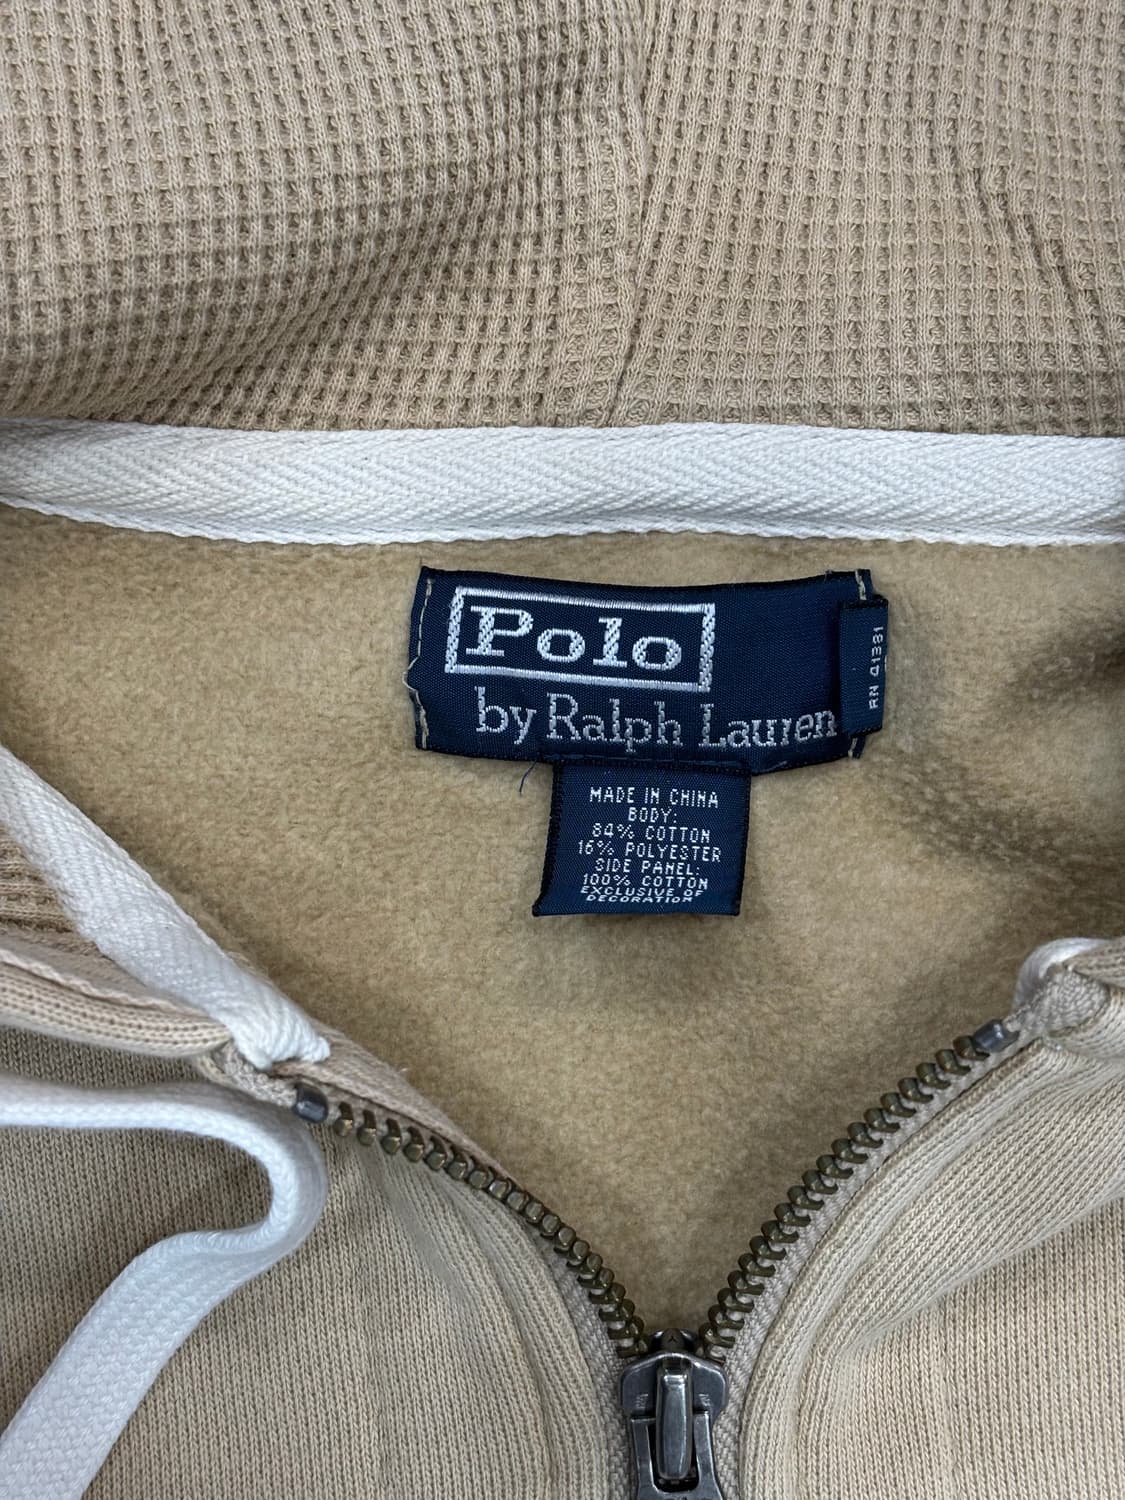 Polo
by Ralph Lauren
RN 41381
MADE IN CHINA
BODY:
84% COTTON
16% POLYESTER
SIDE PANEL:
100% COTTON
EXCLUSIVE OF
DECORATION